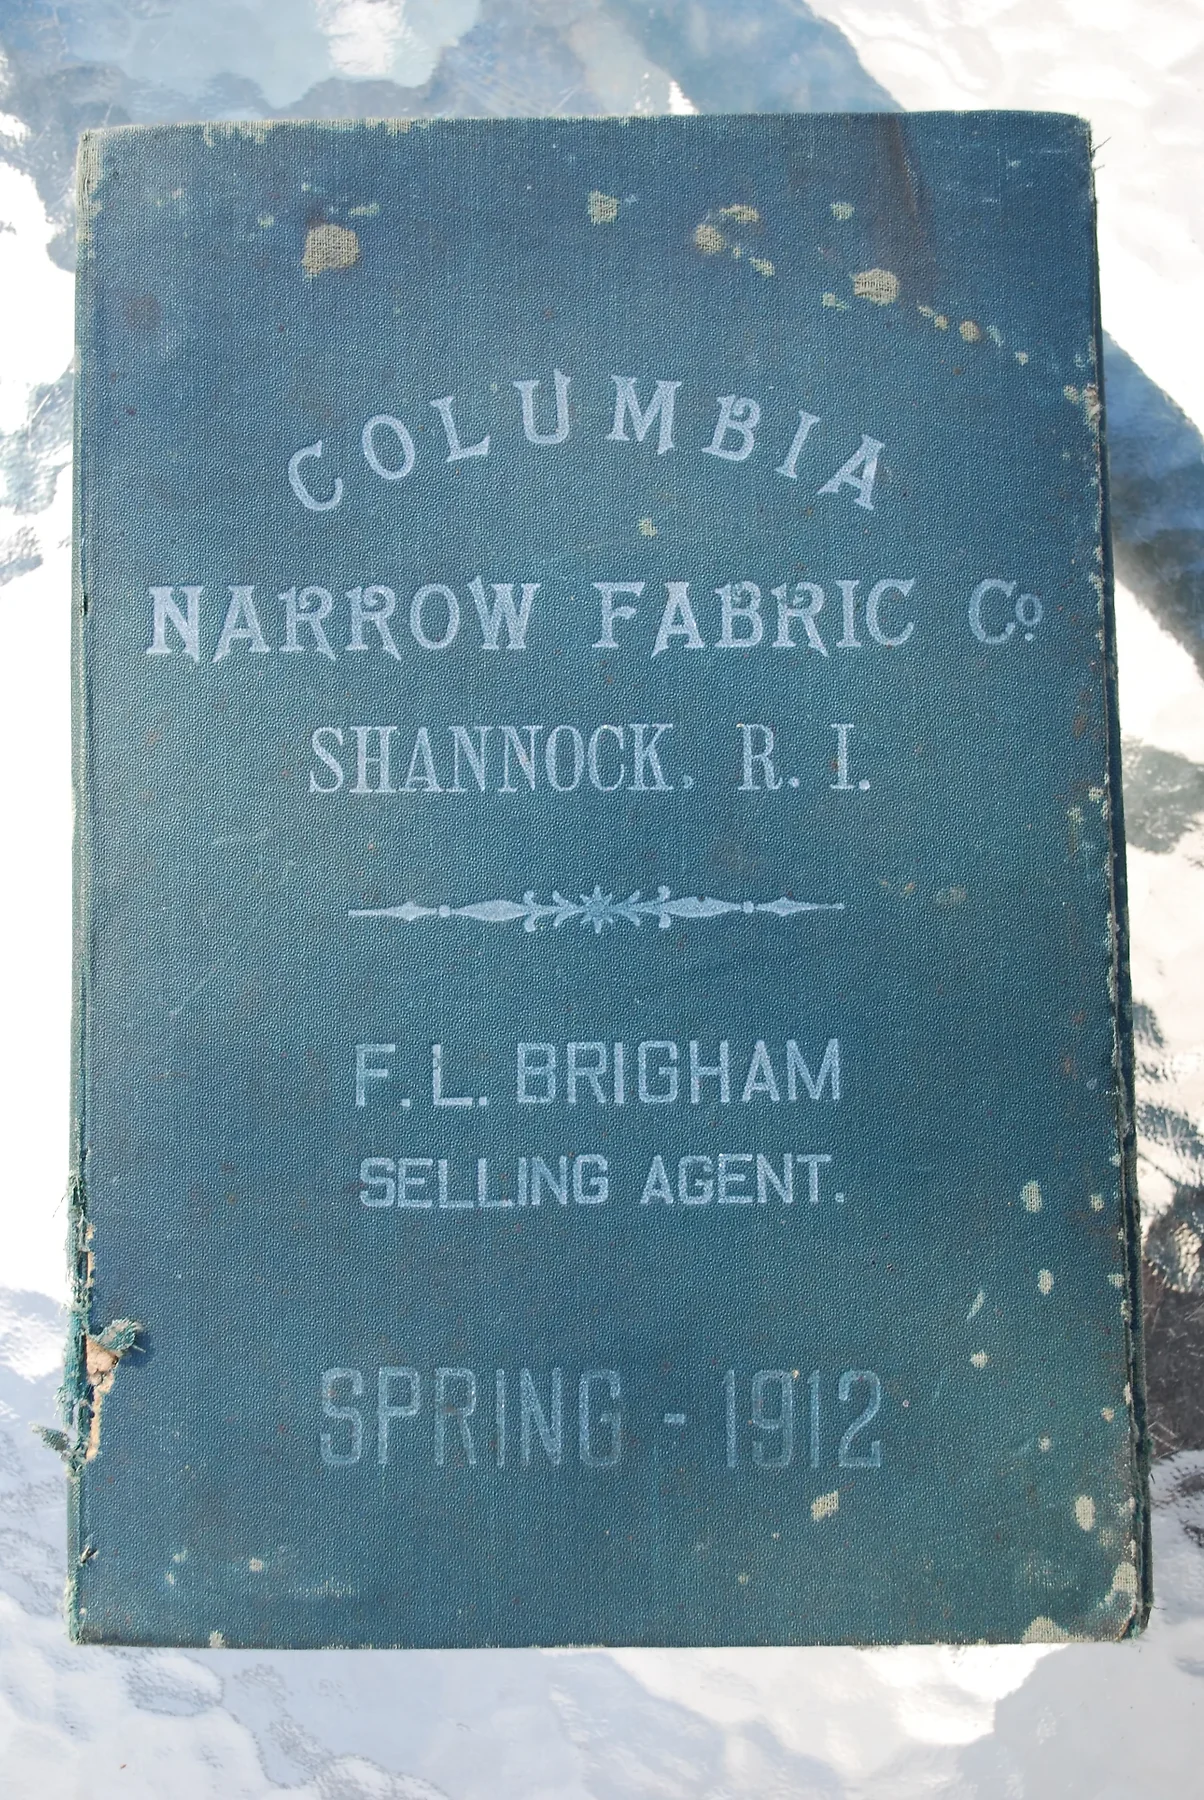 COLUMBIA
NARROW FABRIC Co.
SHANNOCK, R. I.
F. L. BRIGHAM
SELLING AGENT.
SPRING - 1912